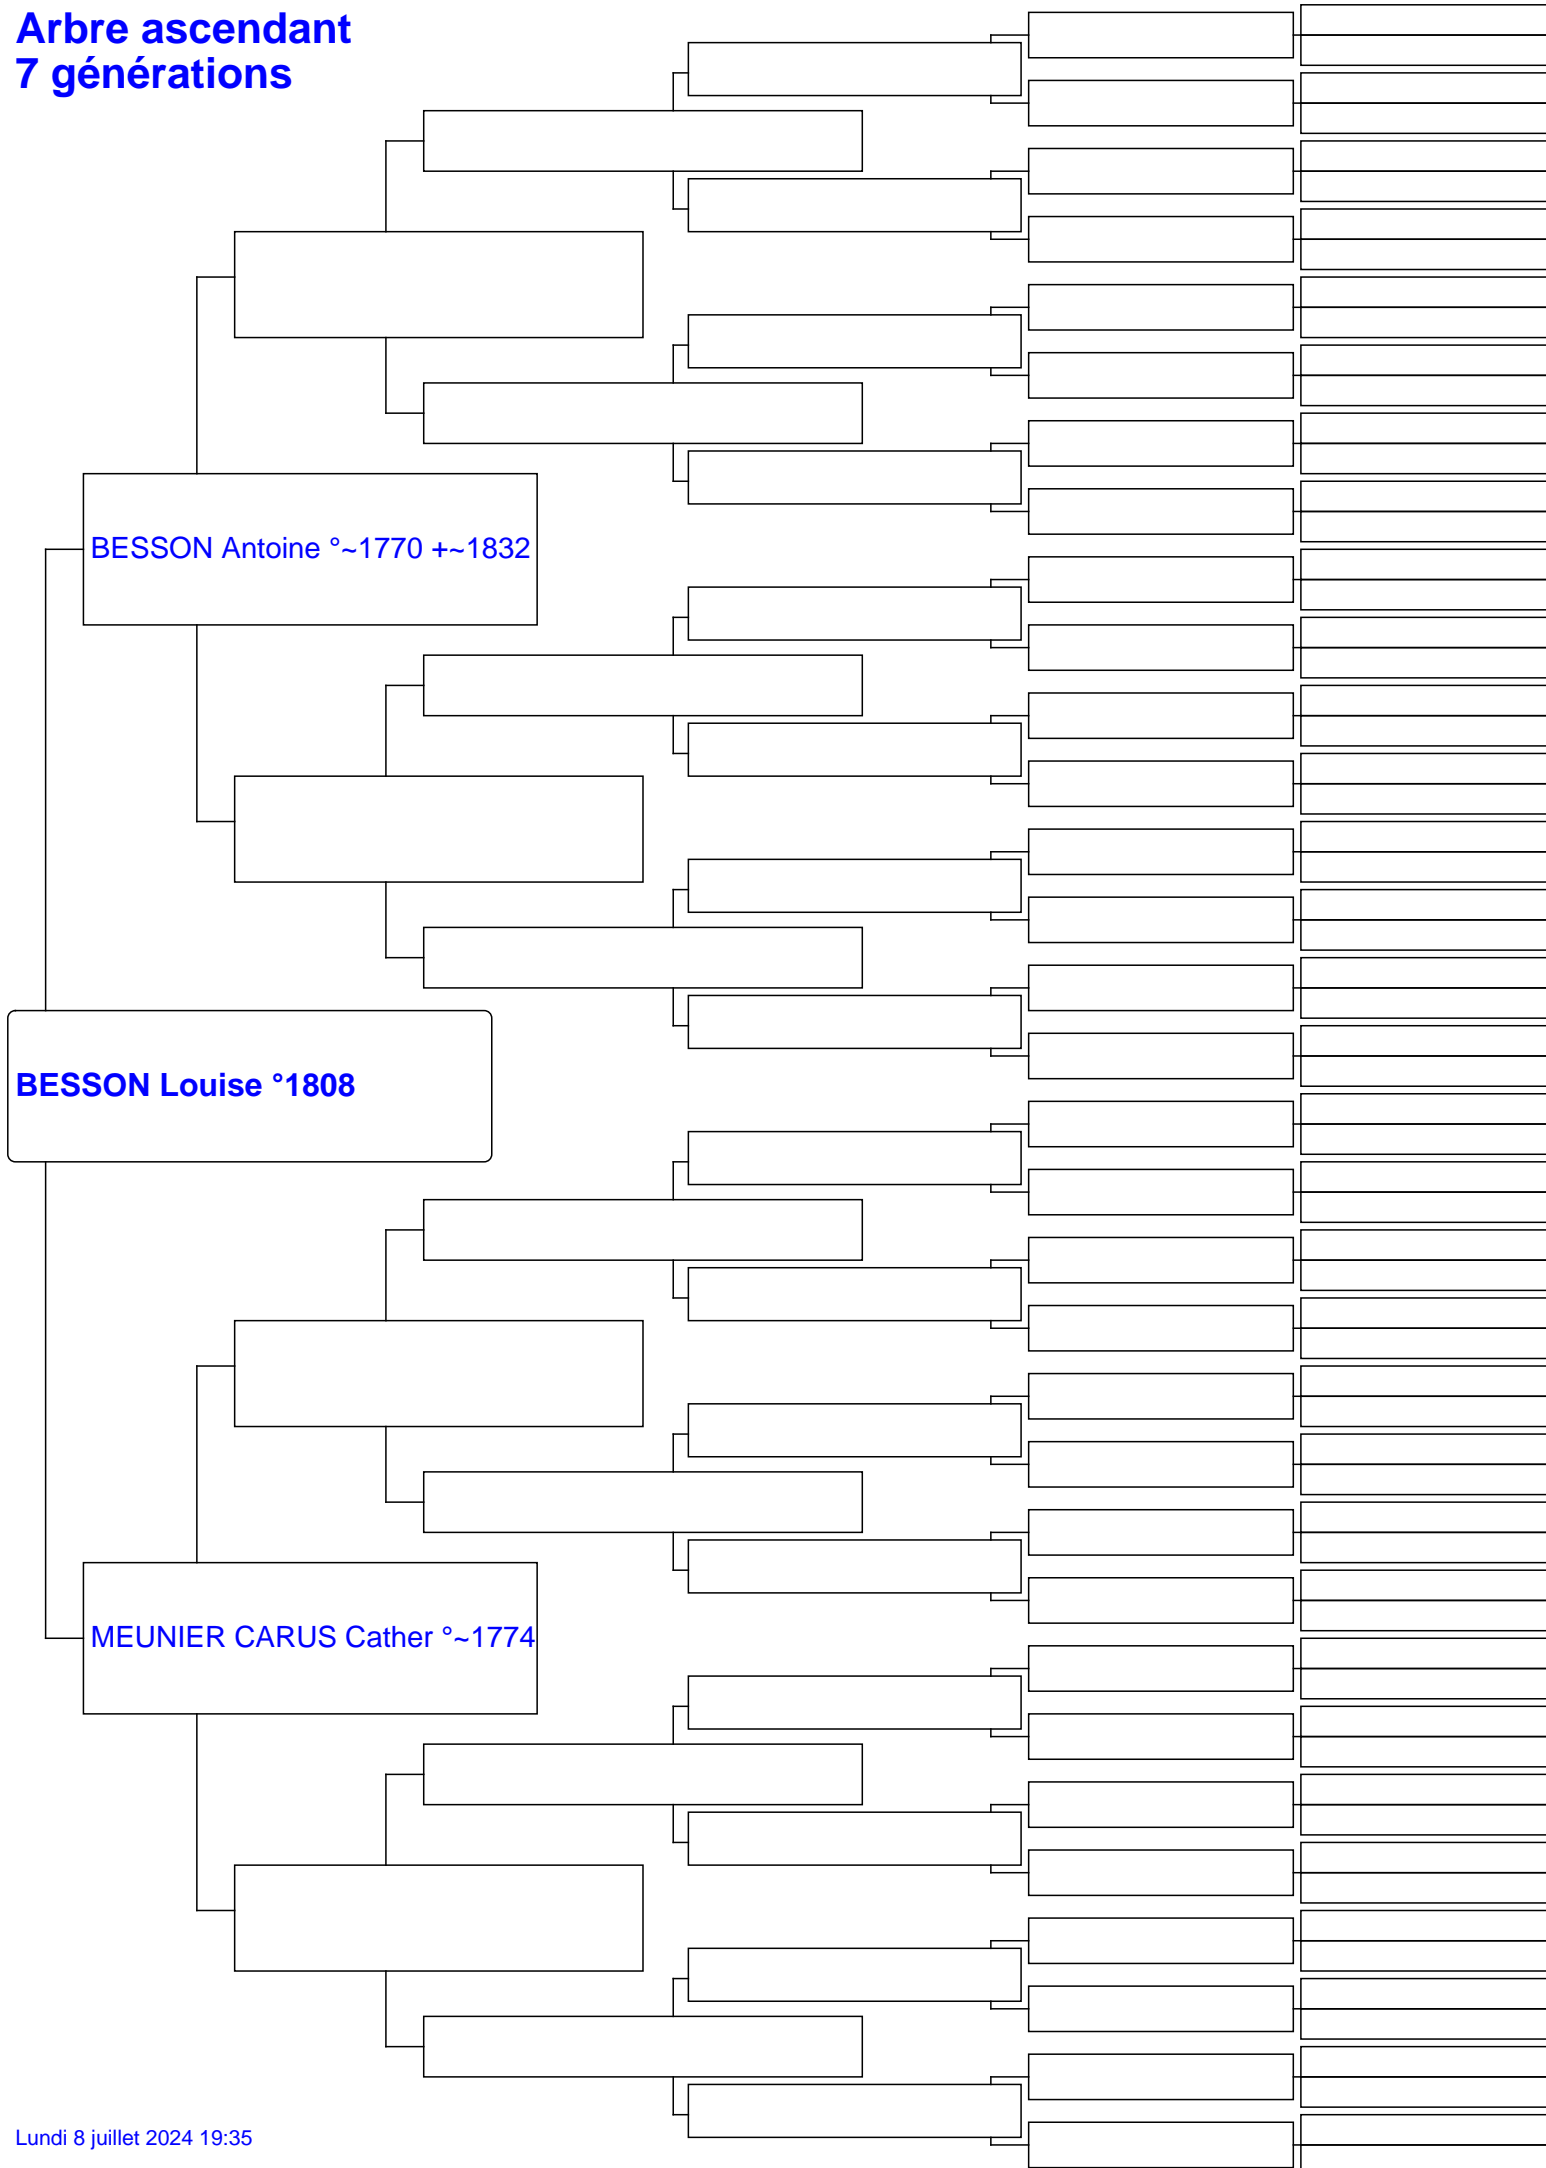 Arbre ascendant
7 générations
BESSON Antoine °~1770 +~1832
BESSON Louise °1808
MEUNIER CARUS Cather °~1774
Lundi 8 juillet 2024 19:35